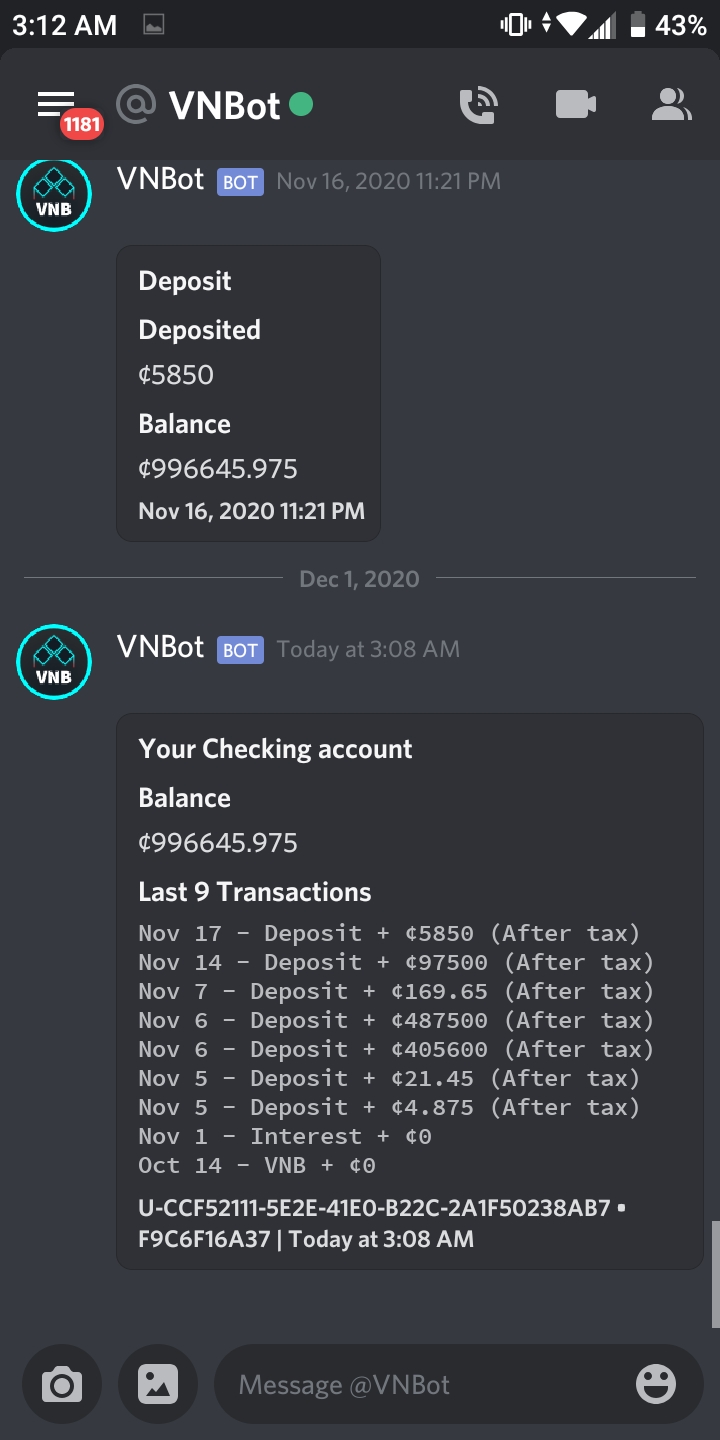 3:12 AM 43%
1181 @ VNBot
VNB
VNBot BOT Nov 16, 2020 11:21 PM
Deposit
Deposited
¢5850
Balance
¢996645.975
Nov 16, 2020 11:21 PM
Dec 1, 2020
VNB
VNBot BOT Today at 3:08 AM
Your Checking account
Balance
¢996645.975
Last 9 Transactions
Nov 17 - Deposit + ¢5850 (After tax)
Nov 14 - Deposit + ¢97500 (After tax)
Nov 7 - Deposit + ¢169.65 (After tax)
Nov 6 - Deposit + ¢487500 (After tax)
Nov 6 - Deposit + ¢405600 (After tax)
Nov 5 - Deposit + ¢21.45 (After tax)
Nov 5 - Deposit + ¢4.875 (After tax)
Nov 1 - Interest + ¢0
Oct 14 - VNB + ¢0
U-CCF52111-5E2E-41E0-B22C-2A1F50238AB7 •
F9C6F16A37 | Today at 3:08 AM
Message @VNBot